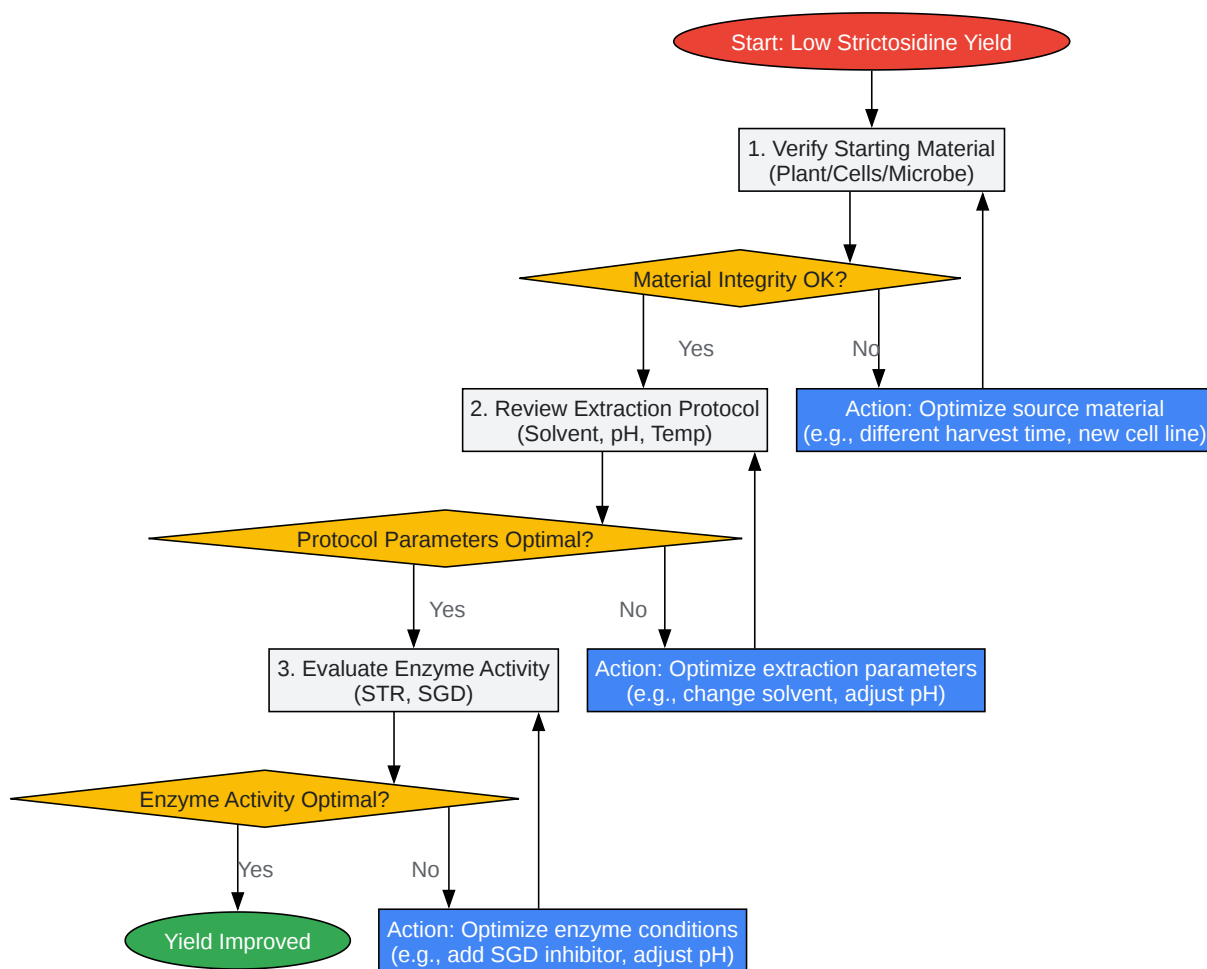 Start: Low Strictosidine Yield
1. Verify Starting Material
(Plant/Cells/Microbe)
Material Integrity OK?
Yes
No
2. Review Extraction Protocol
(Solvent, pH, Temp)
Action: Optimize source material
(e.g., different harvest time, new cell line)
Protocol Parameters Optimal?
Yes
No
3. Evaluate Enzyme Activity
(STR, SGD)
Action: Optimize extraction parameters
(e.g., change solvent, adjust pH)
Enzyme Activity Optimal?
Yes
No
Yield Improved
Action: Optimize enzyme conditions
(e.g., add SGD inhibitor, adjust pH)